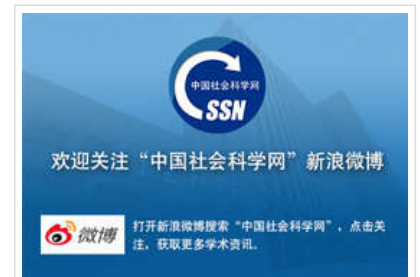 中国社会科学网
CSSN
欢迎关注“中国社会科学网”新浪微博
微博
打开新浪微博搜索“中国社会科学网”，点击关
注，获取更多学术资讯。